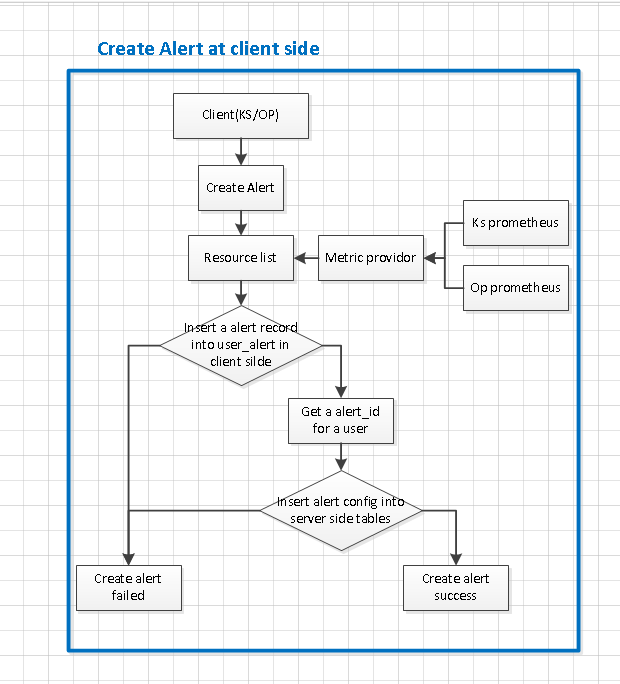 Create Alert at client side
Client(KS/OP)
Create Alert
Ks prometheus
Resource list
Metric providor
Op prometheus
Insert a alert record
into user_alert in
client silde
Get a alert_id
for a user
Insert alert config into
server side tables
Create alert
failed
Create alert
success